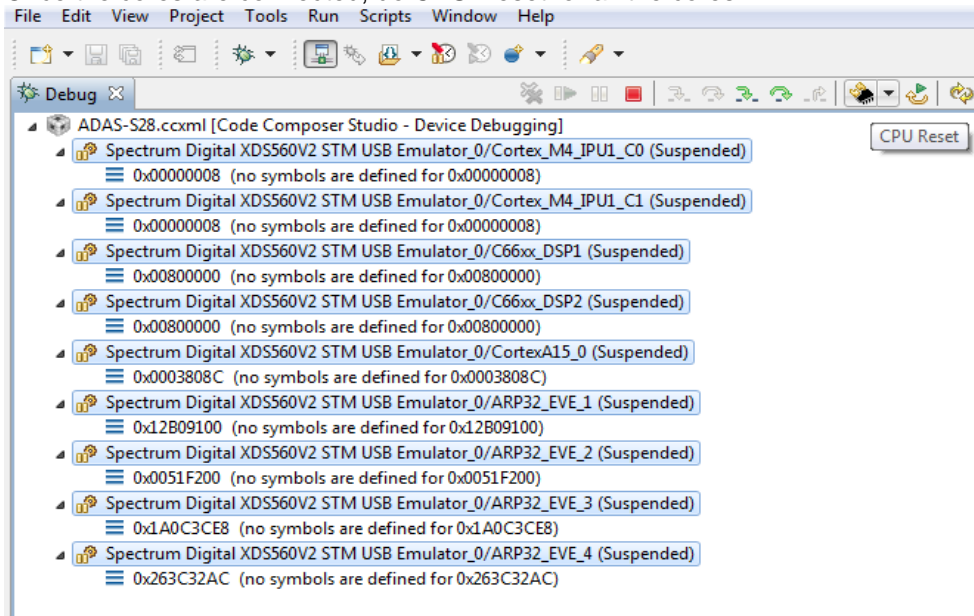 File Edit View Project Tools Run Scripts Window Help
Debug
ADAS-S28.ccxml [Code Composer Studio - Device Debugging]
CPU Reset
Spectrum Digital XDS560V2 STM USB Emulator_0/Cortex_M4_IPU1_C0 (Suspended)
0x00000008 (no symbols are defined for 0x00000008)
Spectrum Digital XDS560V2 STM USB Emulator_0/Cortex_M4_IPU1_C1 (Suspended)
0x00000008 (no symbols are defined for 0x00000008)
Spectrum Digital XDS560V2 STM USB Emulator_0/C66xx_DSP1 (Suspended)
0x00800000 (no symbols are defined for 0x00800000)
Spectrum Digital XDS560V2 STM USB Emulator_0/C66xx_DSP2 (Suspended)
0x00800000 (no symbols are defined for 0x00800000)
Spectrum Digital XDS560V2 STM USB Emulator_0/CortexA15_0 (Suspended)
0x0003808C (no symbols are defined for 0x0003808C)
Spectrum Digital XDS560V2 STM USB Emulator_0/ARP32_EVE_1 (Suspended)
0x12B09100 (no symbols are defined for 0x12B09100)
Spectrum Digital XDS560V2 STM USB Emulator_0/ARP32_EVE_2 (Suspended)
0x0051F200 (no symbols are defined for 0x0051F200)
Spectrum Digital XDS560V2 STM USB Emulator_0/ARP32_EVE_3 (Suspended)
0x1A0C3CE8 (no symbols are defined for 0x1A0C3CE8)
Spectrum Digital XDS560V2 STM USB Emulator_0/ARP32_EVE_4 (Suspended)
0x263C32AC (no symbols are defined for 0x263C32AC)